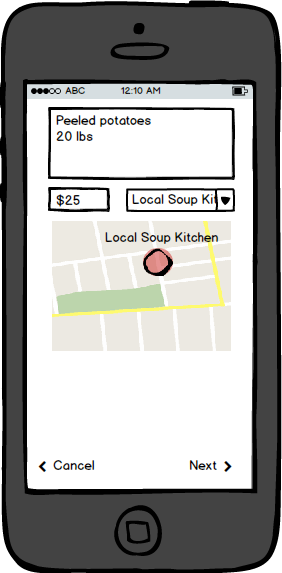 ABC 12:10 AM
Peeled potatoes
20 lbs
$25 Local Soup Kit
Local Soup Kitchen
Cancel Next